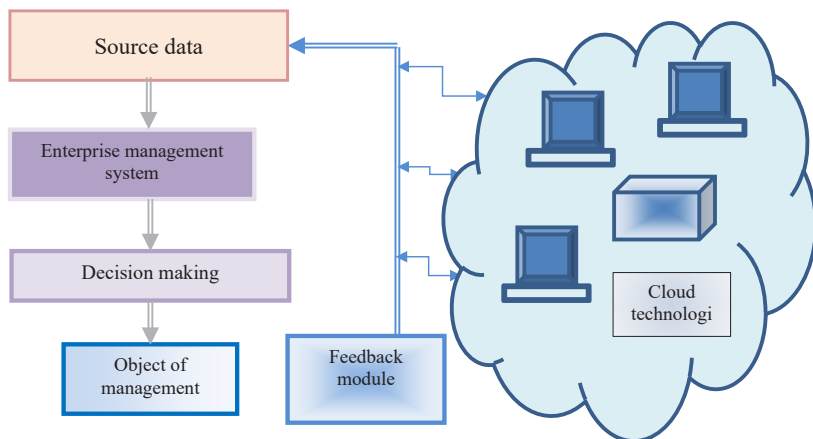 Source data
Enterprise management
system
Decision making
Object of
management
Feedback
module
Cloud
technologi